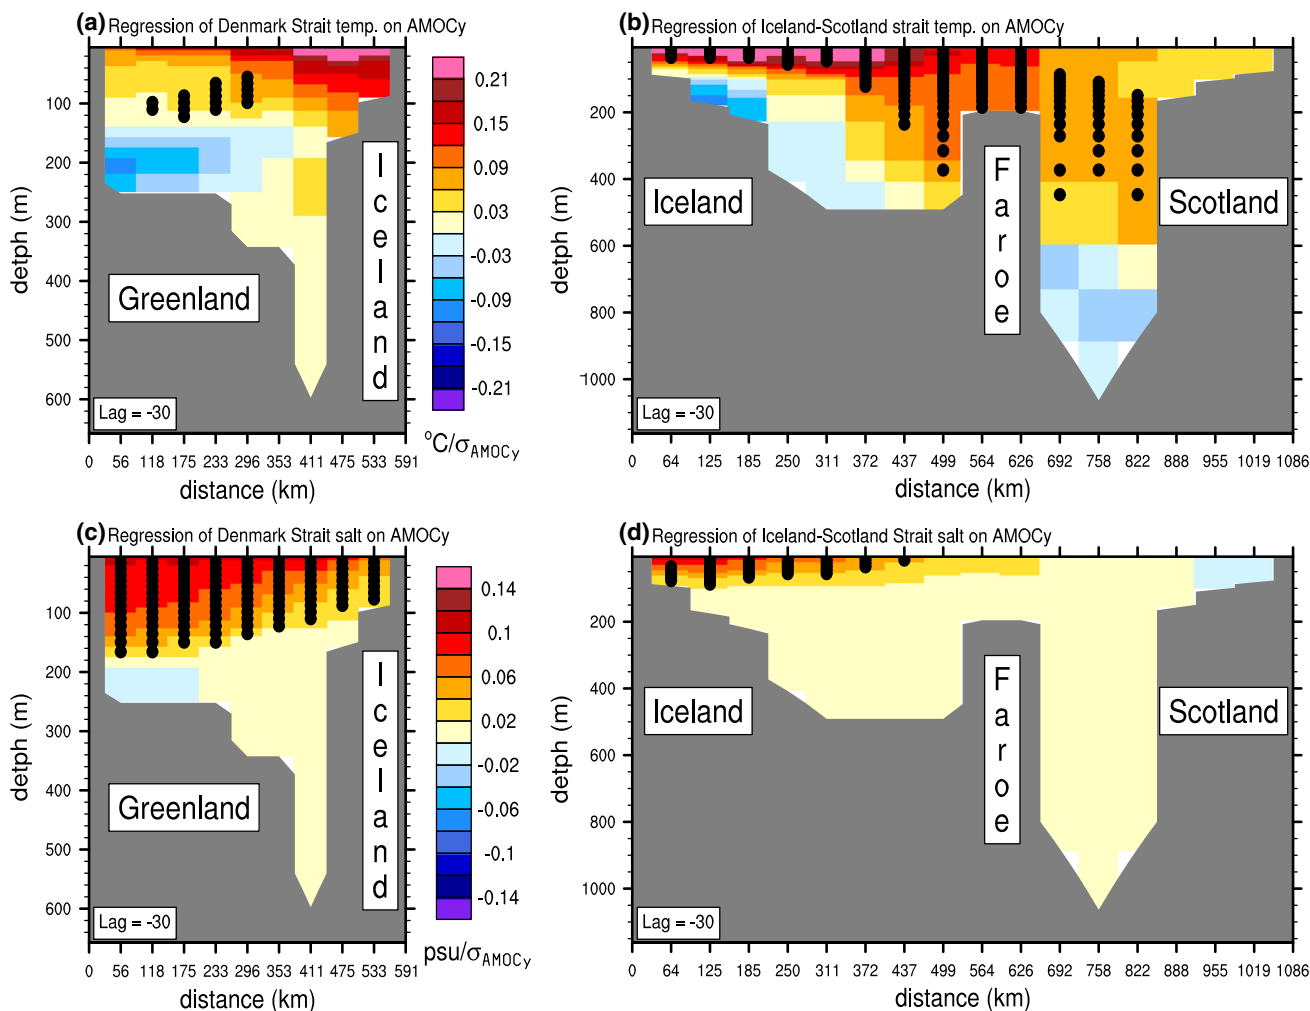 (a) Regression of Denmark Strait temp. on AMOCy
detph (m)
100
200
300
400
500
600
Greenland
Iceland
Lag = -30
0 56 118 175 233 296 353 411 475 533 591
distance (km)
0.21
0.15
0.09
0.03
-0.03
-0.09
-0.15
-0.21
°C/σAMOCy
(b) Regression of Iceland-Scotland strait temp. on AMOCy
detph (m)
200
400
600
800
1000
Iceland
Faroe
Scotland
Lag = -30
0 64 125 185 250 311 372 437 499 564 626 692 758 822 892 955 1019 1086
distance (km)
(c) Regression of Denmark Strait salt on AMOCy
detph (m)
100
200
300
400
500
600
Greenland
Iceland
Lag = -30
0 56 118 175 233 296 353 411 475 533 591
distance (km)
0.14
0.1
0.06
0.02
-0.02
-0.06
-0.1
-0.14
psu/σAMOCy
(d) Regression of Iceland-Scotland Strait salt on AMOCy
detph (m)
200
400
600
800
1000
Iceland
Faroe
Scotland
Lag = -30
0 64 125 185 250 311 372 437 499 564 626 692 758 822 892 955 1019 1086
distance (km)